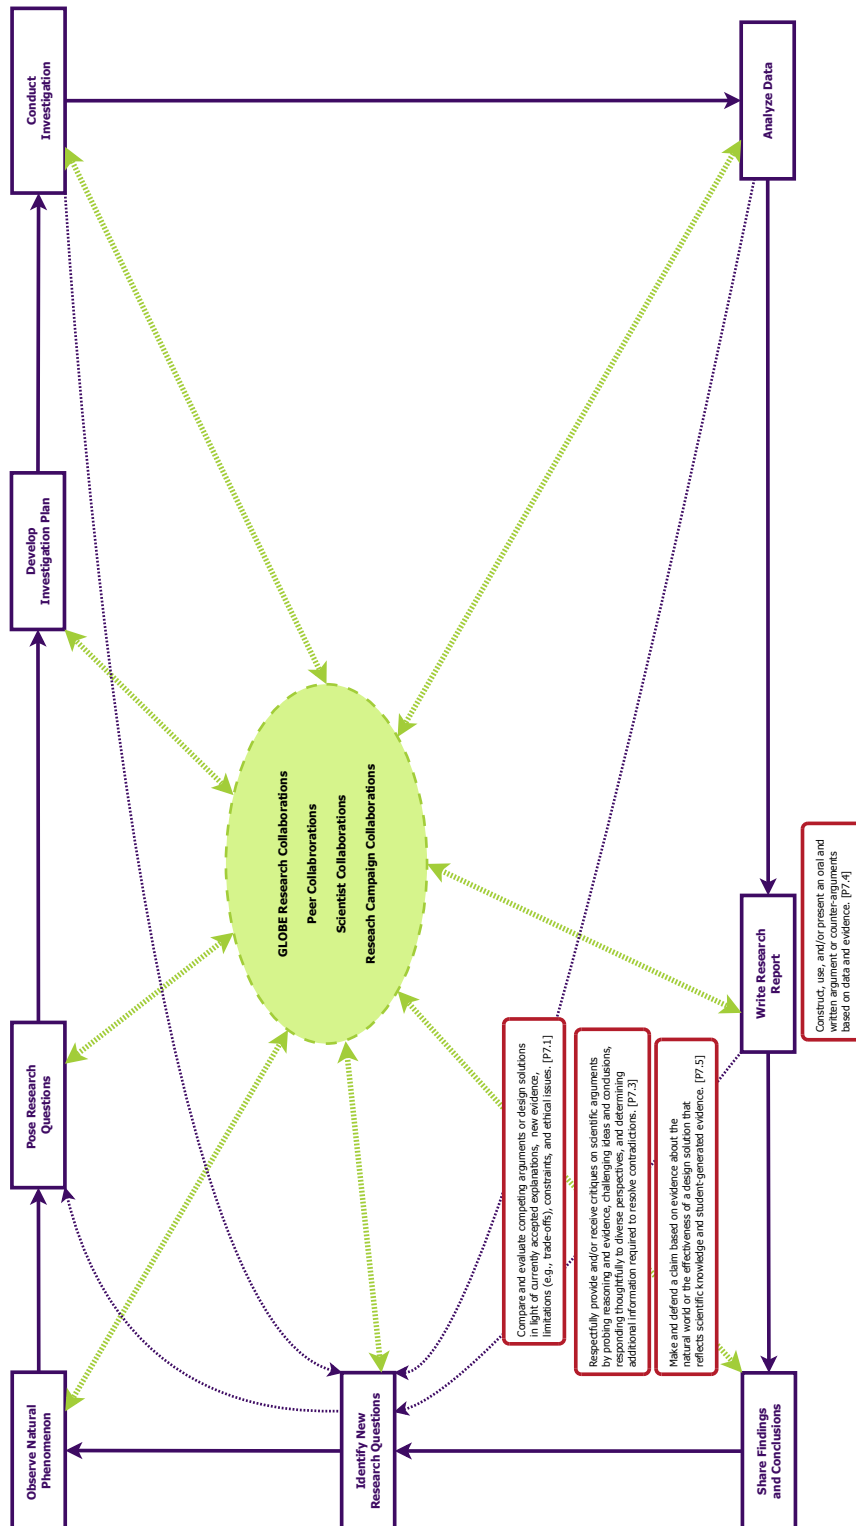 Observe Natural
Phenomenon
Pose Research
Questions
Develop
Investigation Plan
Conduct
Investigation
GLOBE Research Collaborations
Peer Collabrorations
Scientist Collaborations
Reseach Campaign Collaborations
Identify New
Research Questions
Compare and evaluate competing arguments or design solutions
in light of currently accepted explanations, new evidence,
limitations (e.g., trade-offs), constraints, and ethical issues. [P7.1]
Respectfully provide and/or receive critiques on scientific arguments
by probing reasoning and evidence, challenging ideas and conclusions,
responding thoughtfully to diverse perspectives, and determining
additional information required to resolve contradictions. [P7.3]
Make and defend a claim based on evidence about the
natural world or the effectiveness of a design solution that
reflects scientific knowledge and student-generated evidence. [P7.5]
Share Findings
and Conclusions
Write Research
Report
Analyze Data
Construct, use, and/or present an oral and
written argument or counter-arguments
based on data and evidence. [P7.4]